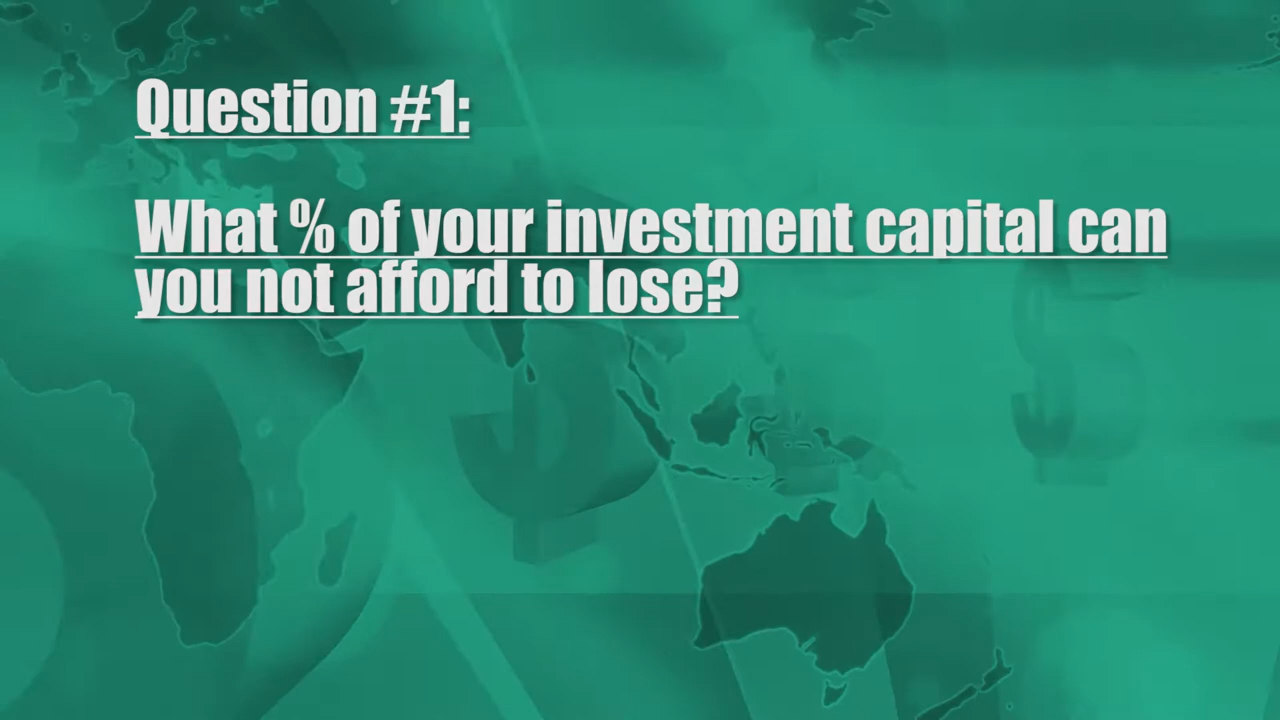 Question #1:
What % of your investment capital can
you not afford to lose?